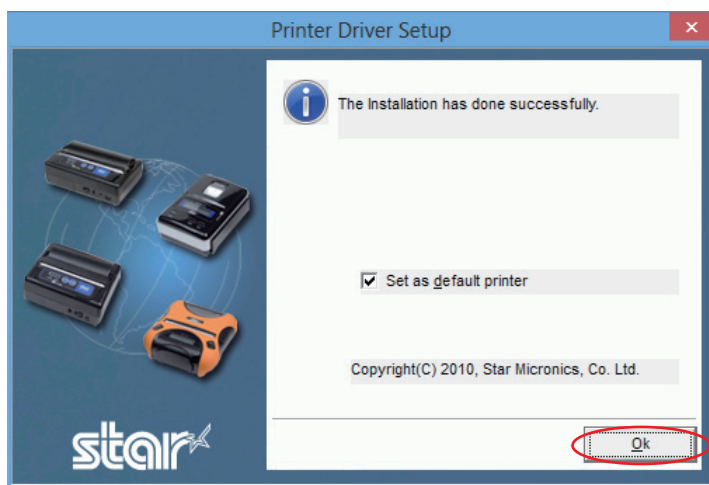 Printer Driver Setup
The Installation has done successfully.
Set as default printer
Copyright(C) 2010, Star Micronics, Co. Ltd.
star
Ok